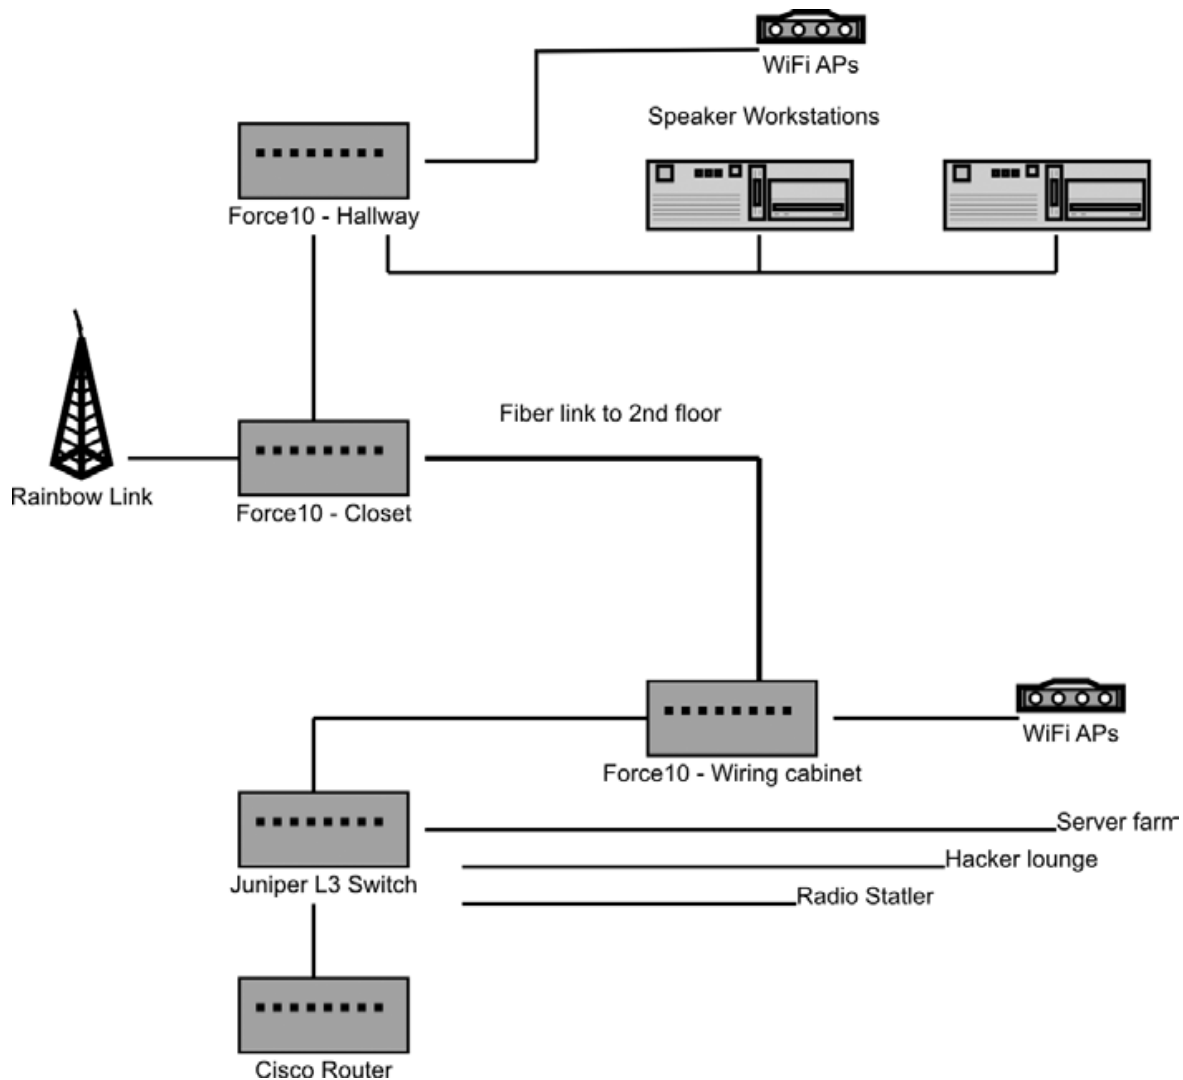 WiFi APs
Speaker Workstations
Force10 - Hallway
Fiber link to 2nd floor
Rainbow Link
Force10 - Closet
WiFi APs
Force10 - Wiring cabinet
Server farm
Hacker lounge
Juniper L3 Switch
Radio Statler
Cisco Router